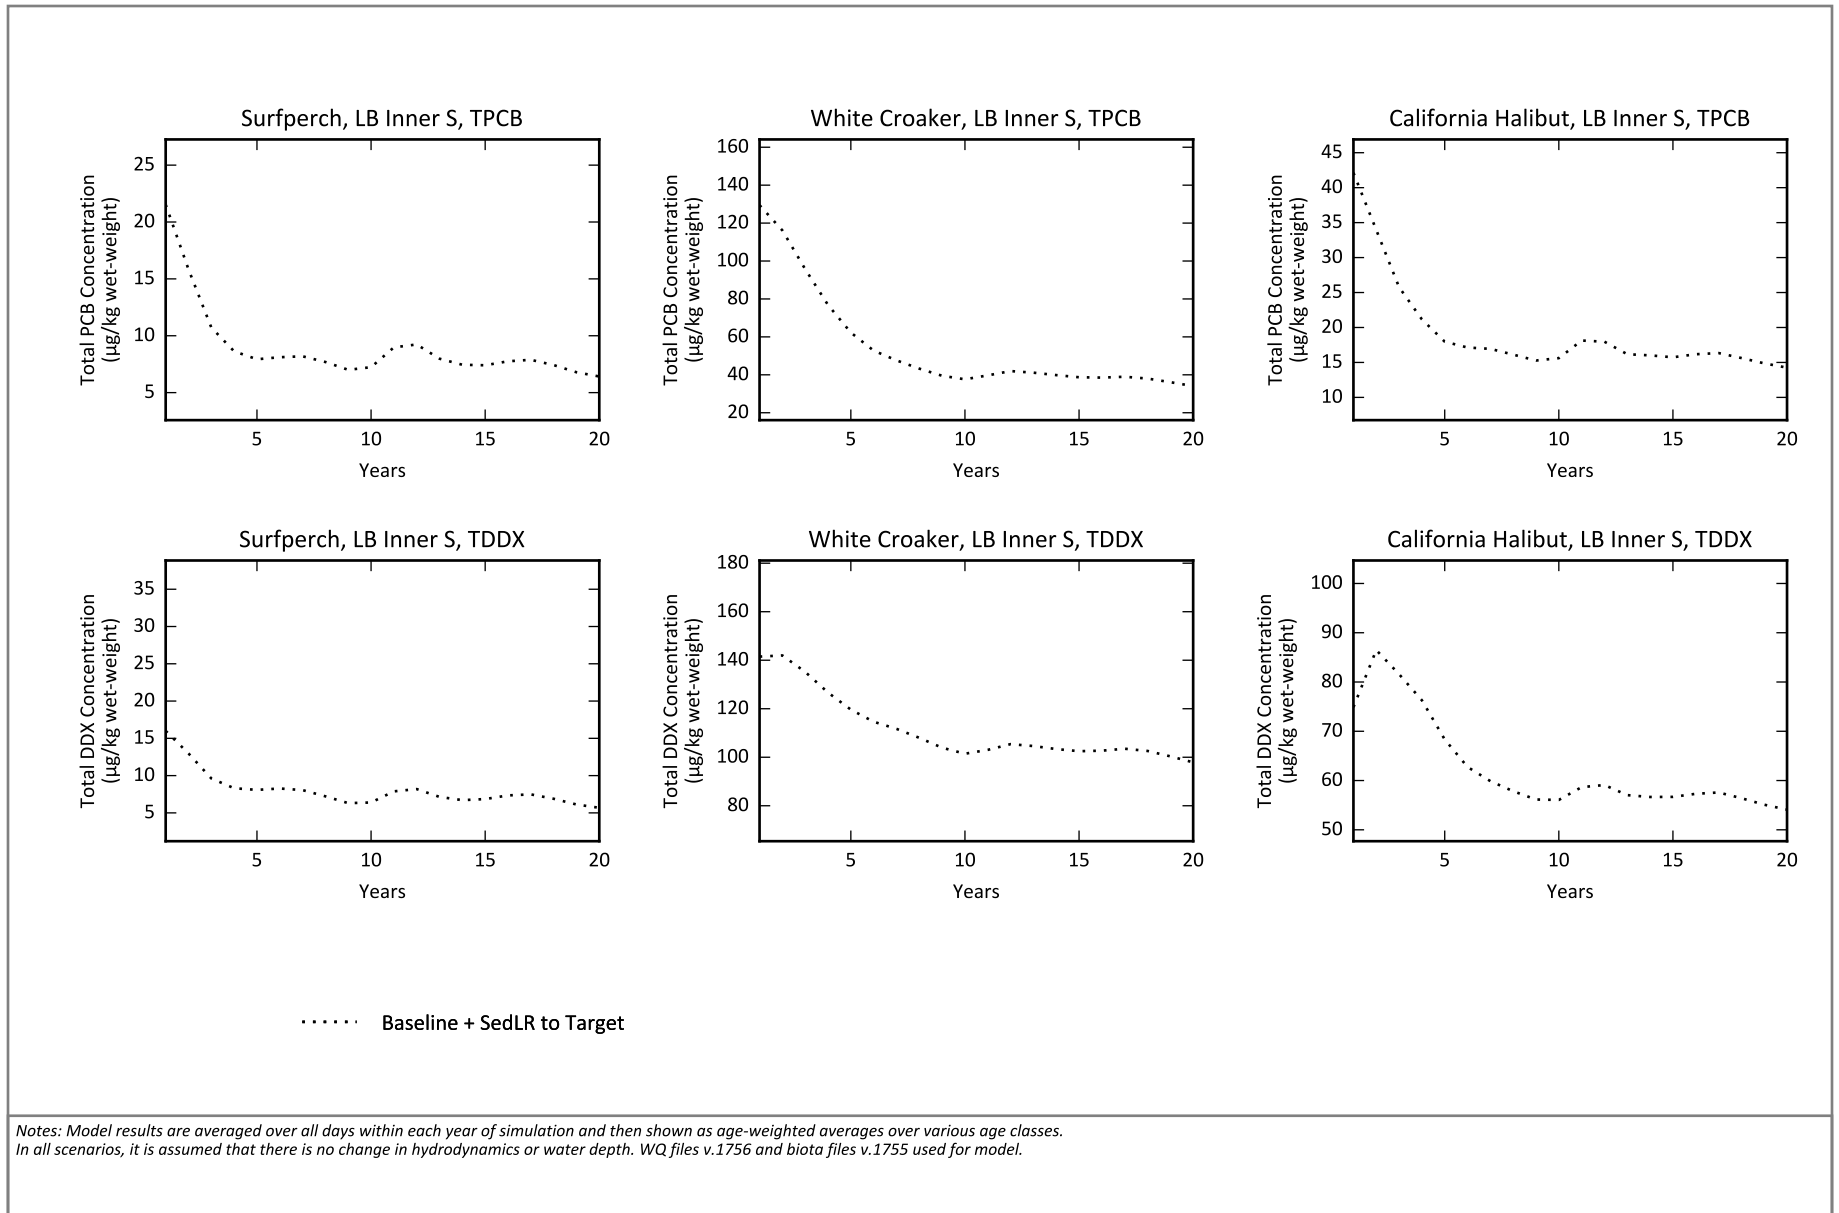 Surfperch, LB Inner S, TPCB
Total PCB Concentration
(µg/kg wet-weight)
25
20
15
10
5
5 10 15 20
Years
White Croaker, LB Inner S, TPCB
Total PCB Concentration
(µg/kg wet-weight)
160
140
120
100
80
60
40
20
5 10 15 20
Years
California Halibut, LB Inner S, TPCB
Total PCB Concentration
(µg/kg wet-weight)
45
40
35
30
25
20
15
10
5 10 15 20
Years
Surfperch, LB Inner S, TDDX
Total DDX Concentration
(µg/kg wet-weight)
35
30
25
20
15
10
5
5 10 15 20
Years
White Croaker, LB Inner S, TDDX
Total DDX Concentration
(µg/kg wet-weight)
180
160
140
120
100
80
5 10 15 20
Years
California Halibut, LB Inner S, TDDX
Total DDX Concentration
(µg/kg wet-weight)
100
90
80
70
60
50
5 10 15 20
Years
Baseline + SedLR to Target
Notes: Model results are averaged over all days within each year of simulation and then shown as age-weighted averages over various age classes.
In all scenarios, it is assumed that there is no change in hydrodynamics or water depth. WQ files v.1756 and biota files v.1755 used for model.